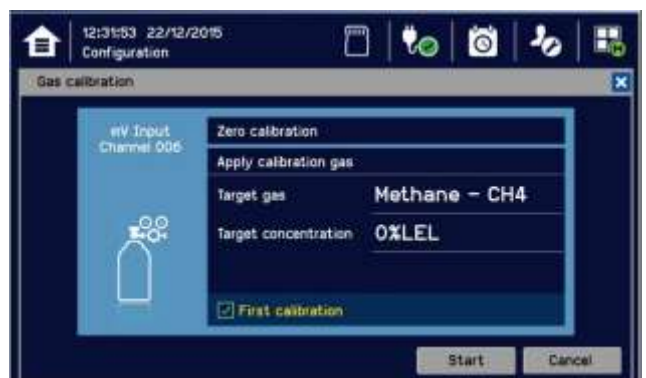 12:31:53 22/12/2015
Configuration
Gas calibration
mV Input
Channel 006
Zero calibration
Apply calibration gas
Target gas
Methane - CH4
Target concentration
0%LEL
First calibration
Start
Cancel